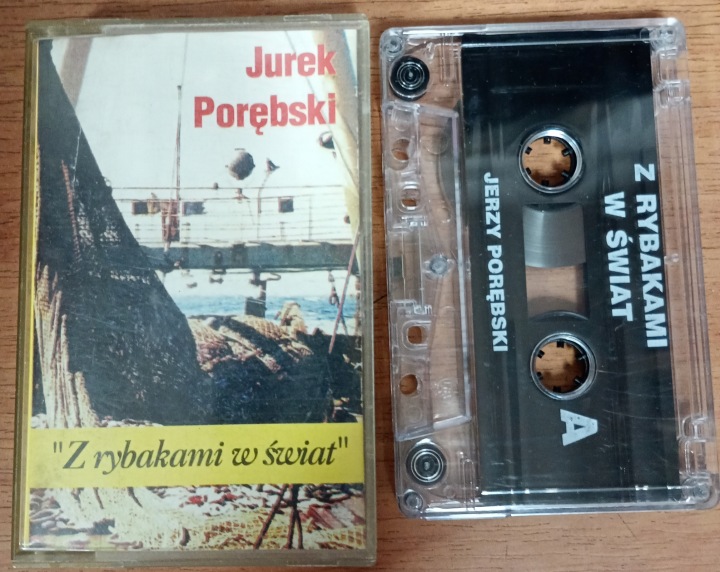 Jurek
Porębski
"Z rybakami w świat"
Z RYBAKAMI
W ŚWIAT
JERZY PORĘBSKI
A